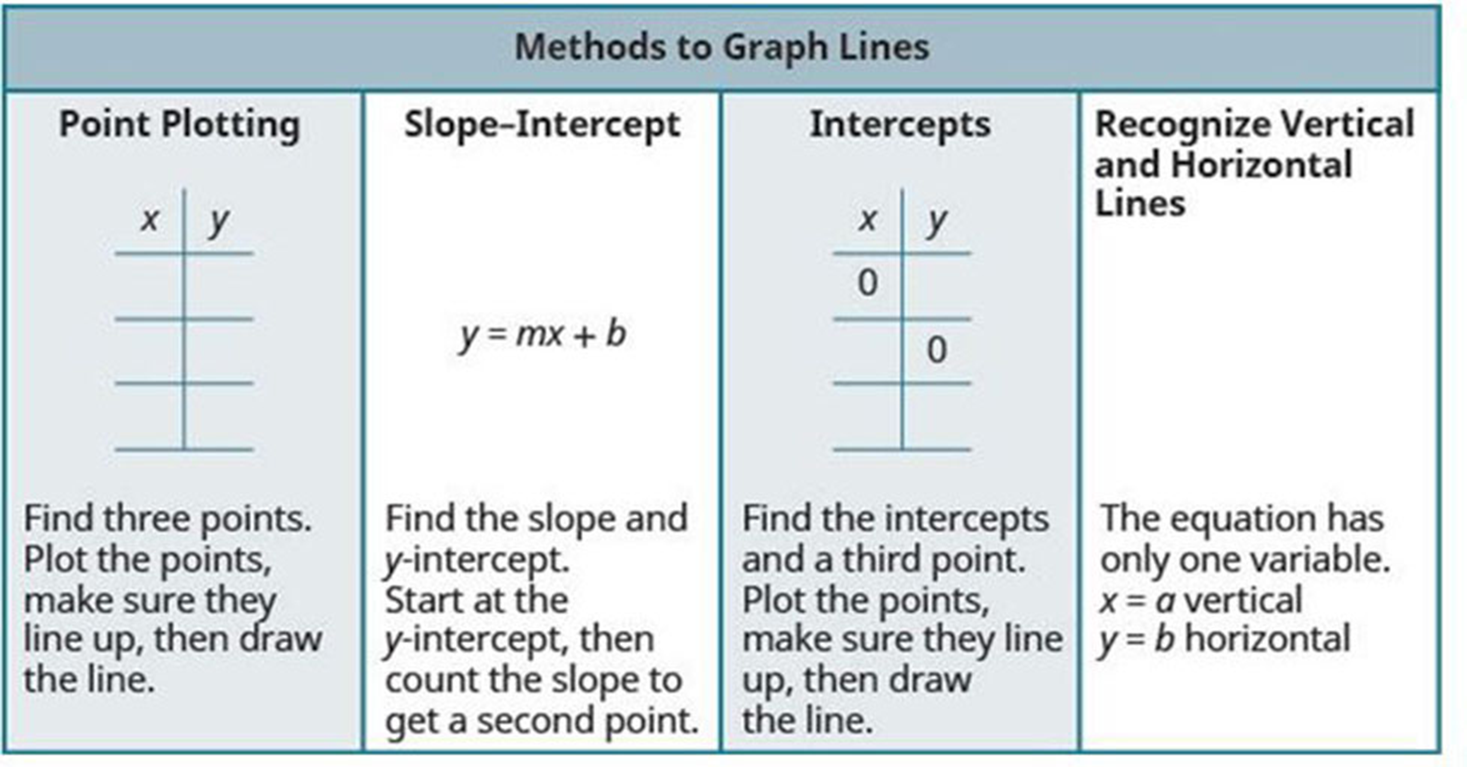 Methods to Graph Lines
Point Plotting
x y
Find three points.
Plot the points,
make sure they
line up, then draw
the line.
Slope–Intercept
y = mx + b
Find the slope and
y-intercept.
Start at the
y-intercept, then
count the slope to
get a second point.
Intercepts
x y
0
0
Find the intercepts
and a third point.
Plot the points,
make sure they line
up, then draw
the line.
Recognize Vertical
and Horizontal
Lines
The equation has
only one variable.
x = a vertical
y = b horizontal